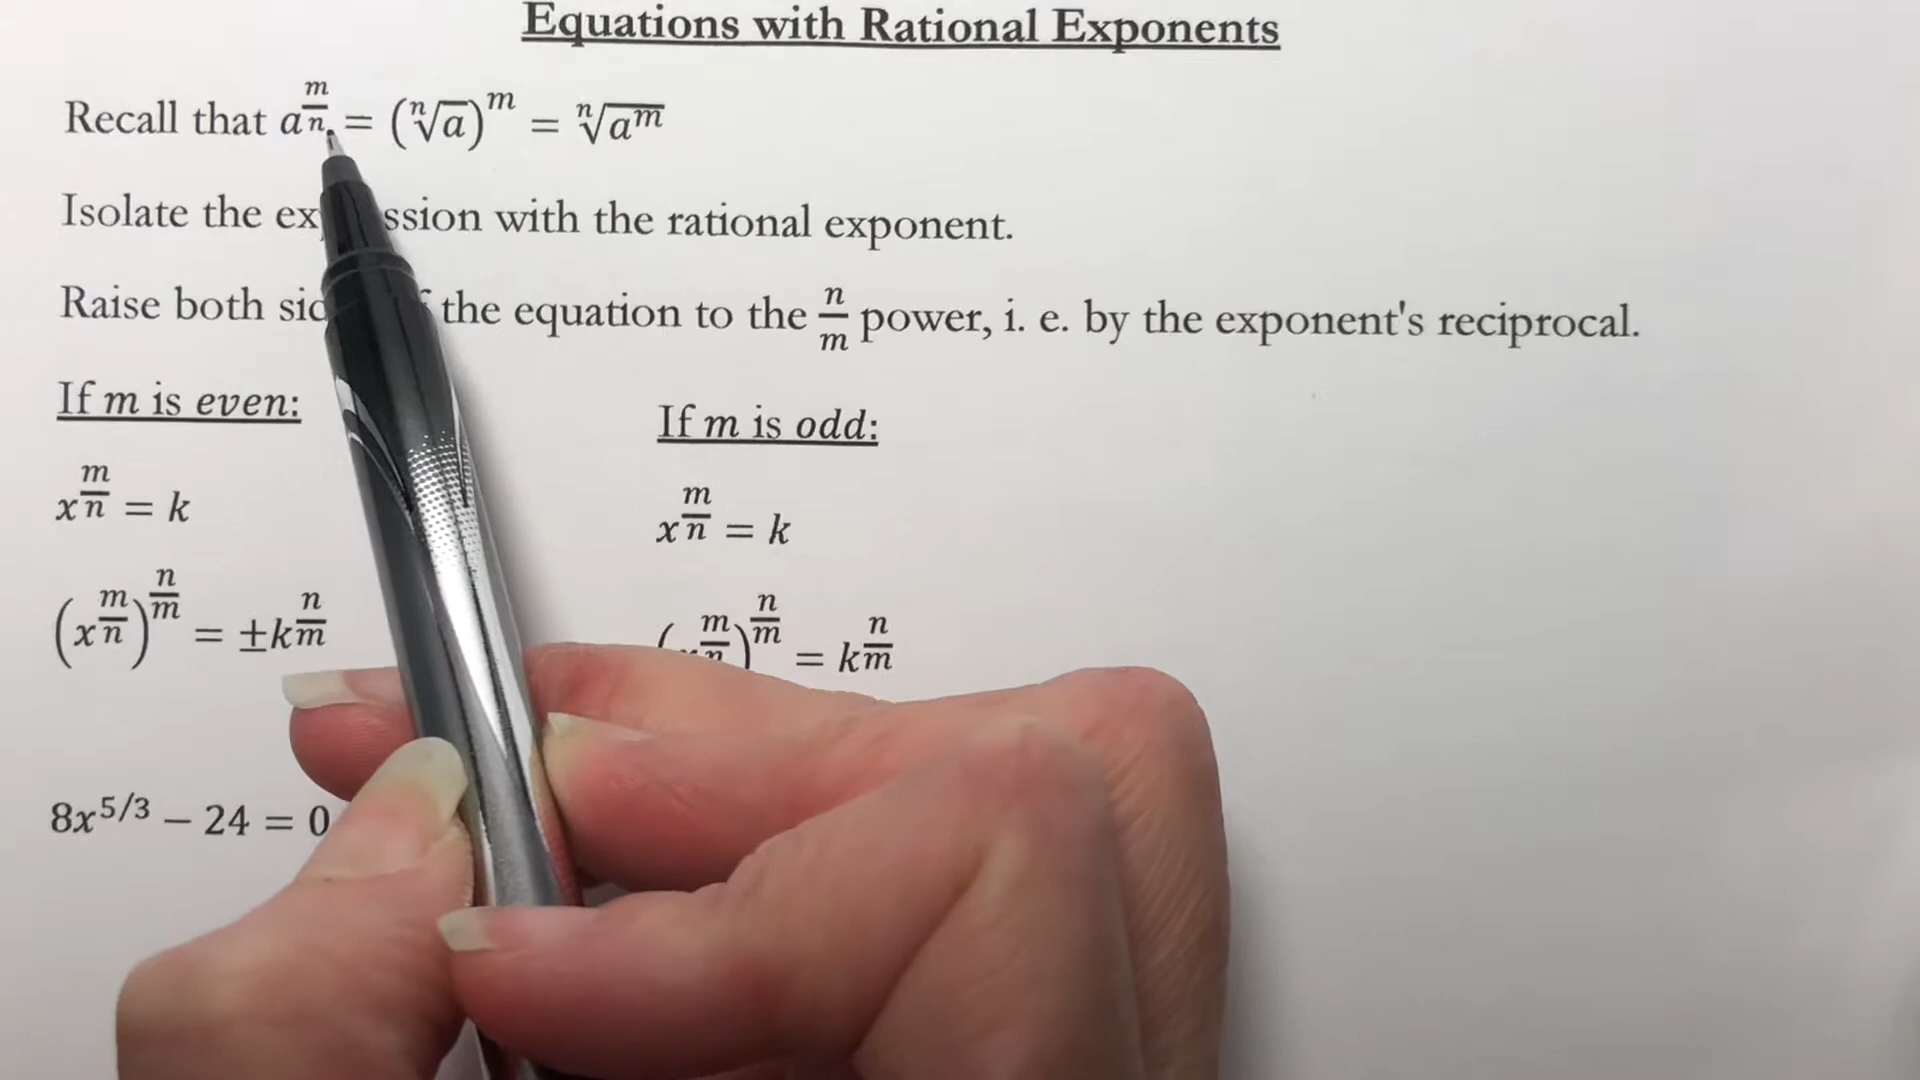 Equations with Rational Exponents
Recall that a^{m/n} = (ⁿ√a)^m = ⁿ√a^m
Isolate the ex ssion with the rational exponent.
Raise both sid the equation to the n/m power, i. e. by the exponent's reciprocal.
If m is even:
If m is odd:
x^{m/n} = k
x^{m/n} = k
(x^{m/n})^{n/m} = ±k^{n/m}
( ^{m/n})^{n/m} = k^{n/m}
8x^{5/3} − 24 = 0